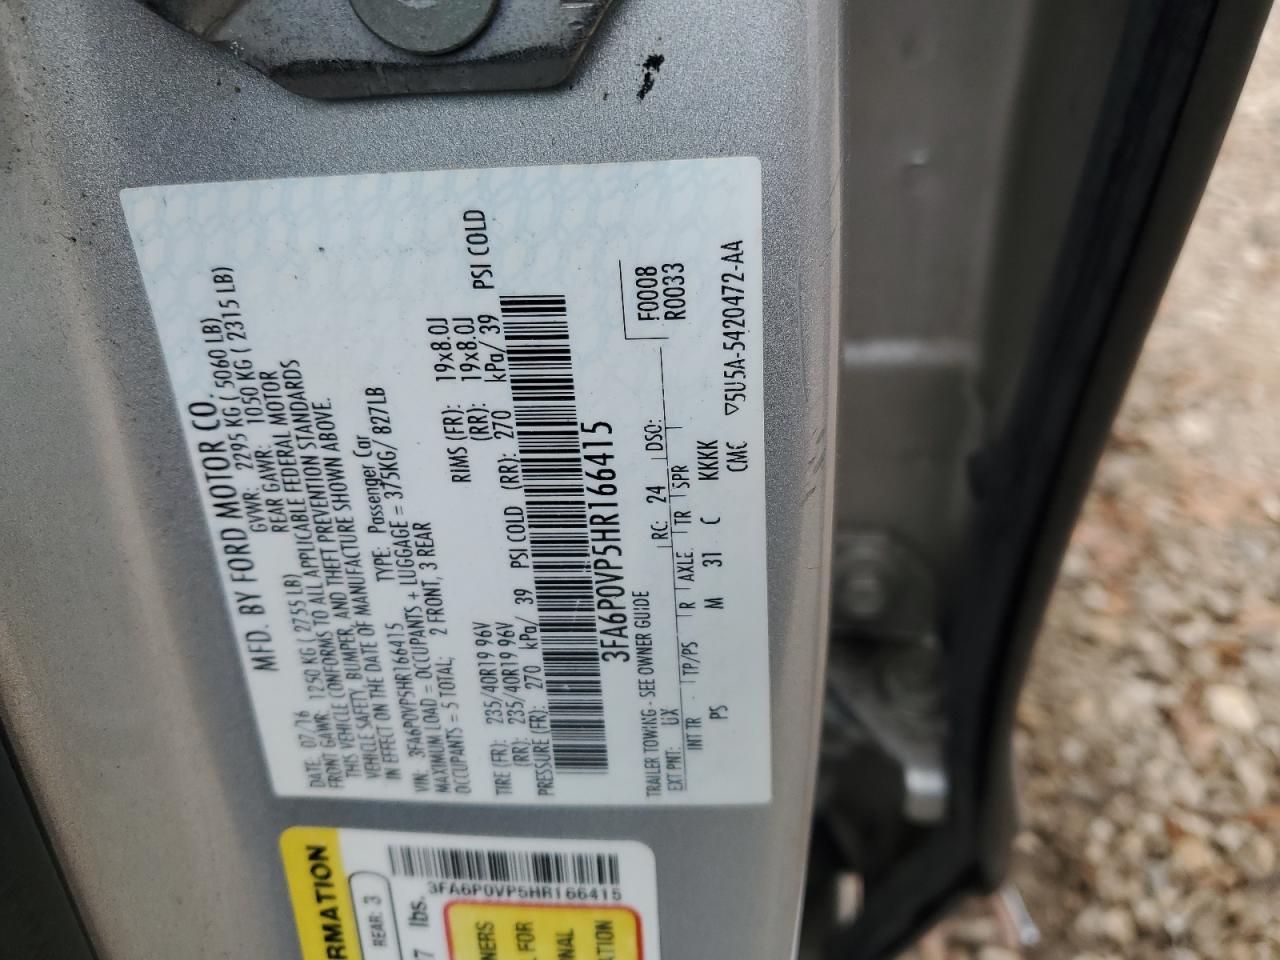 MFD. BY FORD MOTOR CO.
DATE: 07/16 GVWR: 2295 KG ( 5060 LB)
FRONT GAWR: 1250 KG ( 2755 LB) REAR GAWR: 1050 KG ( 2315 LB)
THIS VEHICLE CONFORMS TO ALL APPLICABLE FEDERAL MOTOR
VEHICLE SAFETY, BUMPER, AND THEFT PREVENTION STANDARDS
IN EFFECT ON THE DATE OF MANUFACTURE SHOWN ABOVE.
VIN: 3FA6P0VP5HR166415 TYPE: Passenger Car
MAXIMUM LOAD = OCCUPANTS + LUGGAGE = 375KG/ 827LB
OCCUPANTS = 5 TOTAL; 2 FRONT, 3 REAR
TIRE (FR): 235/40R19 96V RIMS (FR): 19x8.0J
(RR): 235/40R19 96V (RR): 19x8.0J
PRESSURE (FR): 270 kPa/ 39 PSI COLD (RR): 270 kPa/ 39 PSI COLD
3FA6P0VP5HR166415
F0008
R0033
TRAILER TOWING - SEE OWNER GUIDE
EXT PNT: UX RC: 24 DSO:
INT TR TP/PS R AXLE TR SPR
PS M 31 C KKKK
CMC ▽5U5A-5420472-AA
RMATION
REAR: 3
7 lbs.
3FA6P0VP5HR166415
NERS
FOR
NAL
ATION